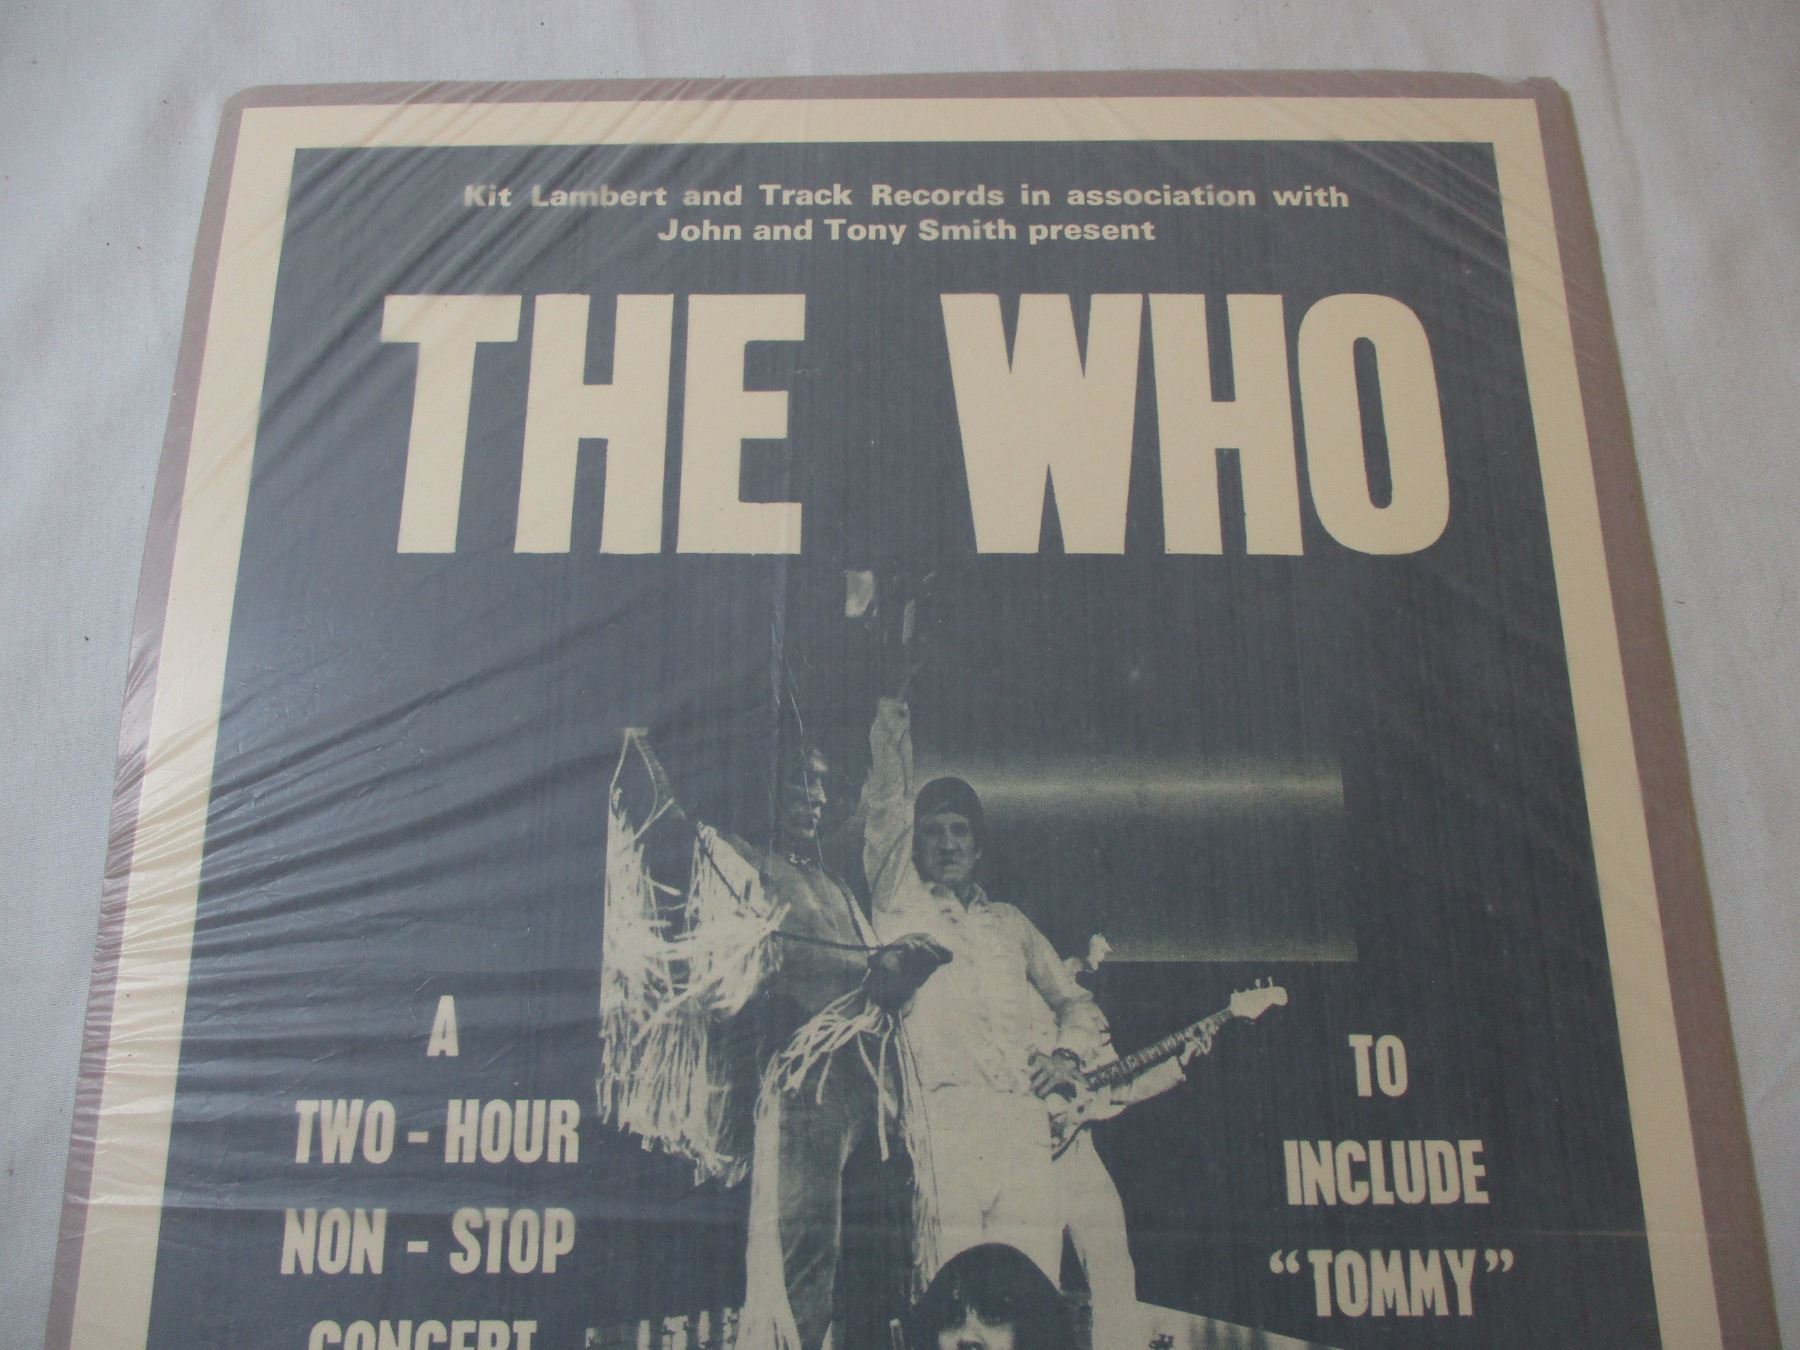 Kit Lambert and Track Records in association with
John and Tony Smith present
THE WHO
A
TWO - HOUR
NON - STOP
CONCERT
TO
INCLUDE
"TOMMY"